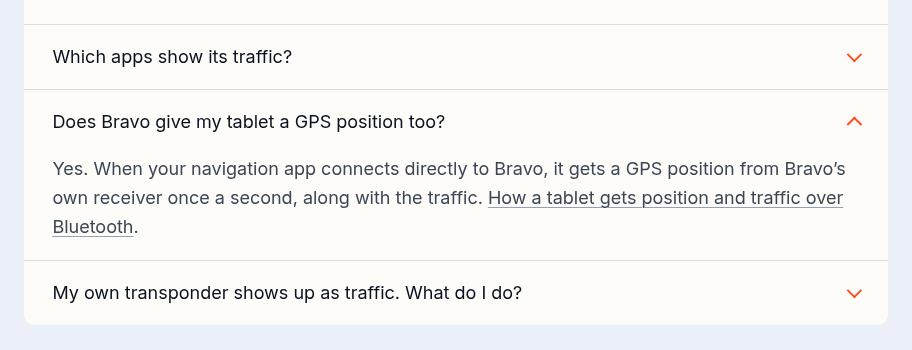 Which apps show its traffic?
Does Bravo give my tablet a GPS position too?
Yes. When your navigation app connects directly to Bravo, it gets a GPS position from Bravo’s
own receiver once a second, along with the traffic. How a tablet gets position and traffic over
Bluetooth.
My own transponder shows up as traffic. What do I do?